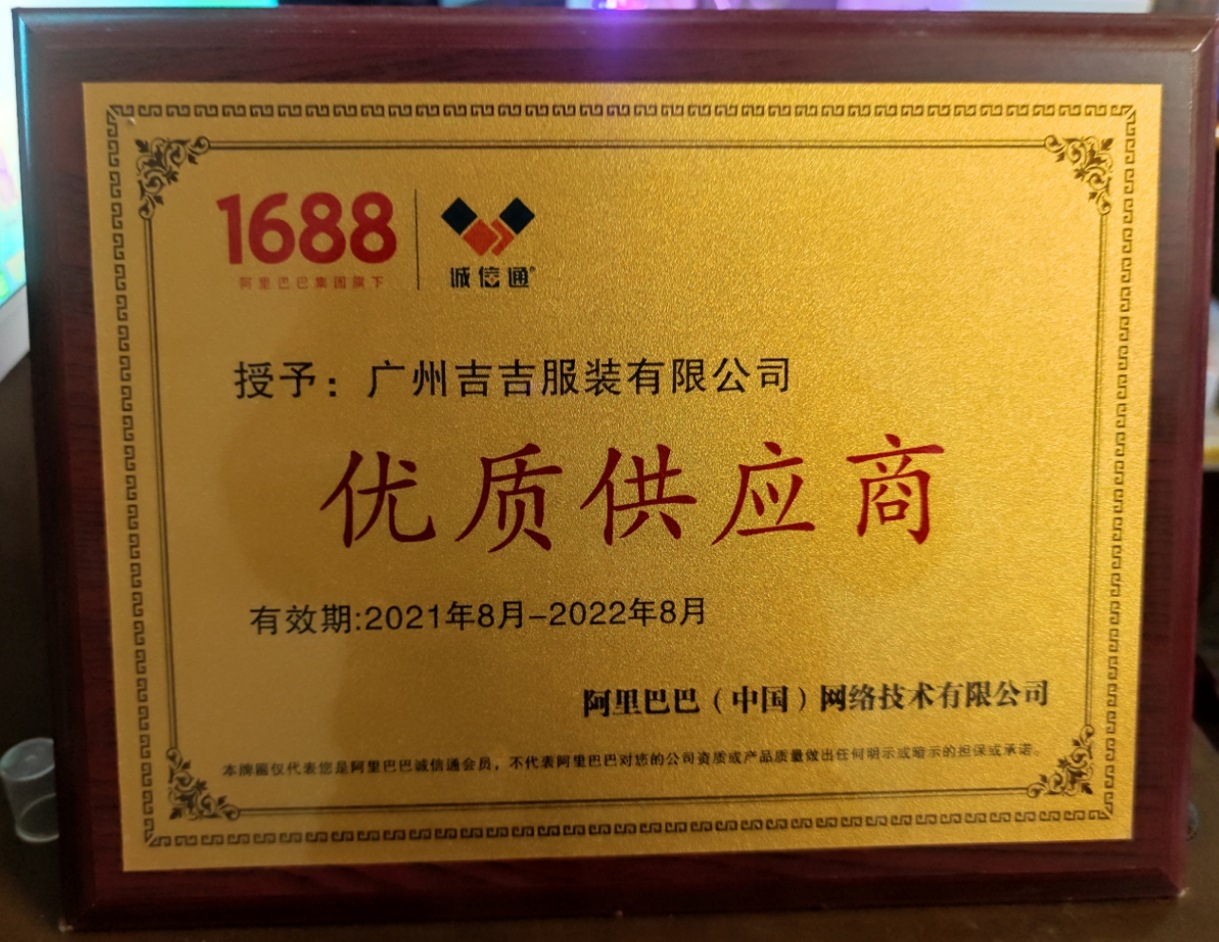 1688
阿里巴巴集团旗下
诚信通®
授予：广州吉吉服装有限公司
优质供应商
有效期:2021年8月-2022年8月
阿里巴巴（中国）网络技术有限公司
本牌匾仅代表您是阿里巴巴诚信通会员，不代表阿里巴巴对您的公司资质或产品质量做出任何明示或暗示的担保或承诺。